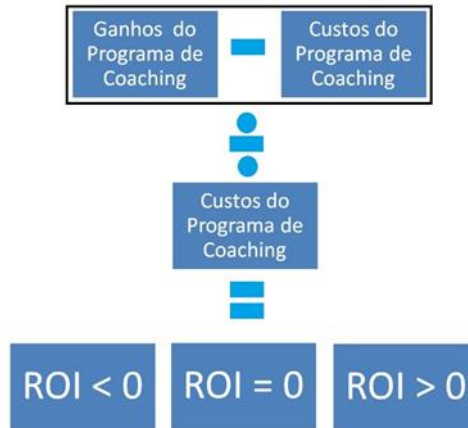 Ganhos do
Programa de
Coaching
Custos do
Programa de
Coaching
Custos do
Programa de
Coaching
ROI < 0
ROI = 0
ROI > 0